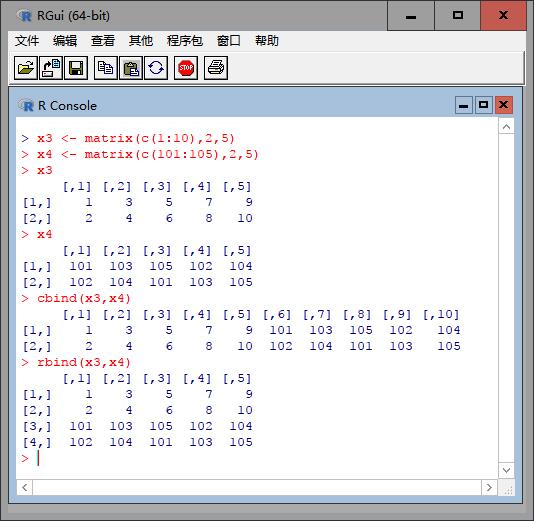 RGui (64-bit)
文件 编辑 查看 其他 程序包 窗口 帮助
STOP
R Console
> x3 <- matrix(c(1:10),2,5)
> x4 <- matrix(c(101:105),2,5)
> x3
     [,1] [,2] [,3] [,4] [,5]
[1,]    1    3    5    7    9
[2,]    2    4    6    8   10
> x4
     [,1] [,2] [,3] [,4] [,5]
[1,]  101  103  105  102  104
[2,]  102  104  101  103  105
> cbind(x3,x4)
     [,1] [,2] [,3] [,4] [,5] [,6] [,7] [,8] [,9] [,10]
[1,]    1    3    5    7    9  101  103  105  102   104
[2,]    2    4    6    8   10  102  104  101  103   105
> rbind(x3,x4)
     [,1] [,2] [,3] [,4] [,5]
[1,]    1    3    5    7    9
[2,]    2    4    6    8   10
[3,]  101  103  105  102  104
[4,]  102  104  101  103  105
>